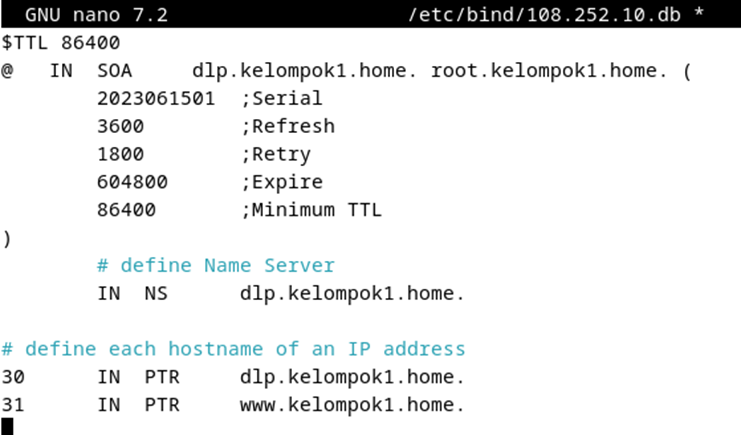 GNU nano 7.2 /etc/bind/108.252.10.db *
$TTL 86400
@ IN SOA dlp.kelompok1.home. root.kelompok1.home. (
2023061501 ;Serial
3600 ;Refresh
1800 ;Retry
604800 ;Expire
86400 ;Minimum TTL
)
# define Name Server
IN NS dlp.kelompok1.home.
# define each hostname of an IP address
30 IN PTR dlp.kelompok1.home.
31 IN PTR www.kelompok1.home.